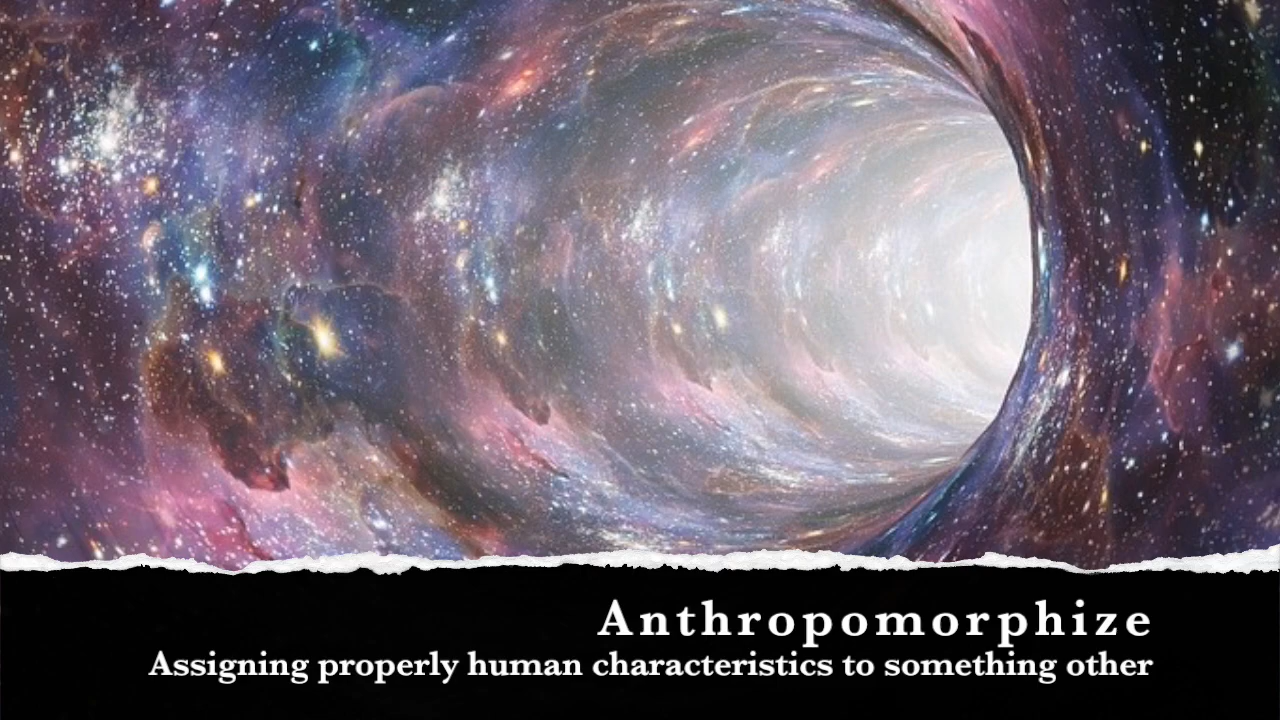 Anthropomorphize
Assigning properly human characteristics to something other